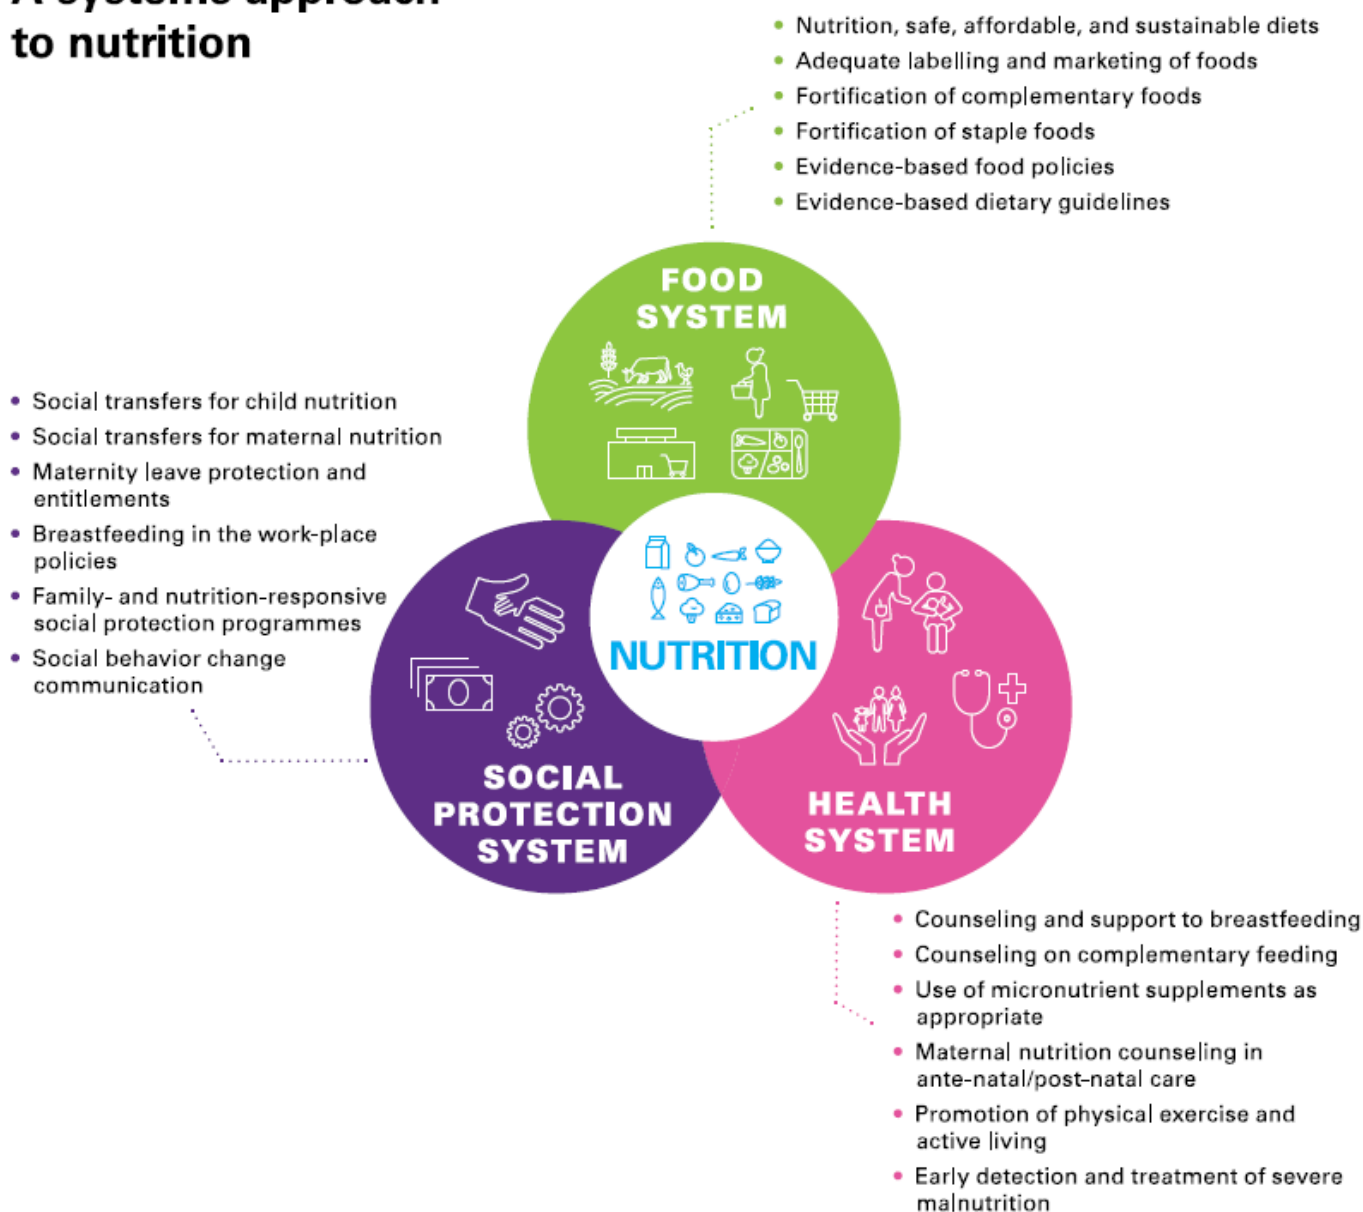 A systems approach
to nutrition
• Nutrition, safe, affordable, and sustainable diets
• Adequate labelling and marketing of foods
• Fortification of complementary foods
• Fortification of staple foods
• Evidence-based food policies
• Evidence-based dietary guidelines
FOOD
SYSTEM
• Social transfers for child nutrition
• Social transfers for maternal nutrition
• Maternity leave protection and
entitlements
• Breastfeeding in the work-place
policies
• Family- and nutrition-responsive
social protection programmes
• Social behavior change
communication
NUTRITION
SOCIAL
PROTECTION
SYSTEM
HEALTH
SYSTEM
• Counseling and support to breastfeeding
• Counseling on complementary feeding
• Use of micronutrient supplements as
appropriate
• Maternal nutrition counseling in
ante-natal/post-natal care
• Promotion of physical exercise and
active living
• Early detection and treatment of severe
malnutrition